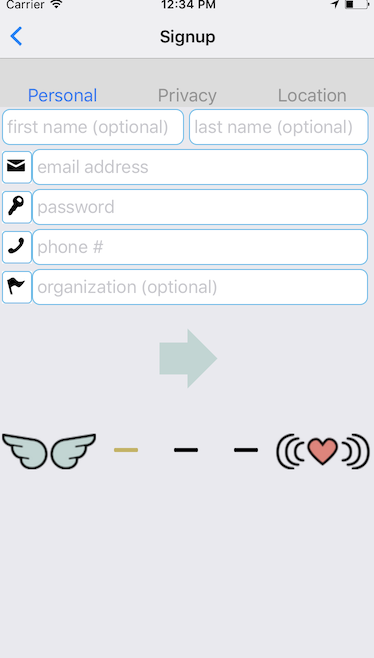 Carrier 12:34 PM
Signup
Personal Privacy Location
first name (optional) last name (optional)
email address
password
phone #
organization (optional)